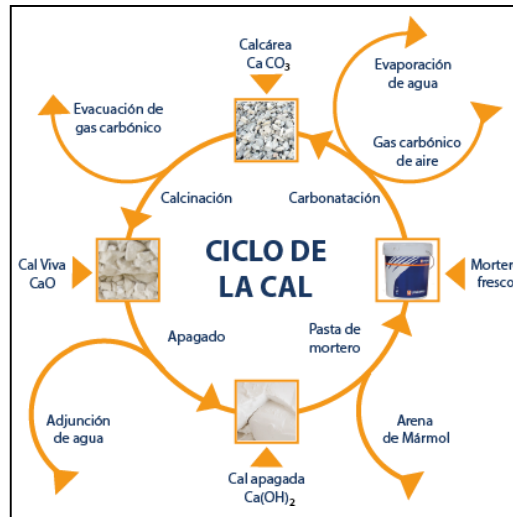 Calcárea
Ca CO₃
Evaporación
de agua
Evacuación de
gas carbónico
Gas carbónico
de aire
Calcinación
Carbonatación
CICLO DE
LA CAL
Cal Viva
CaO
Morter
fresco
Apagado
Pasta de
mortero
Adjunción
de agua
Arena
de Mármol
Cal apagada
Ca(OH)₂